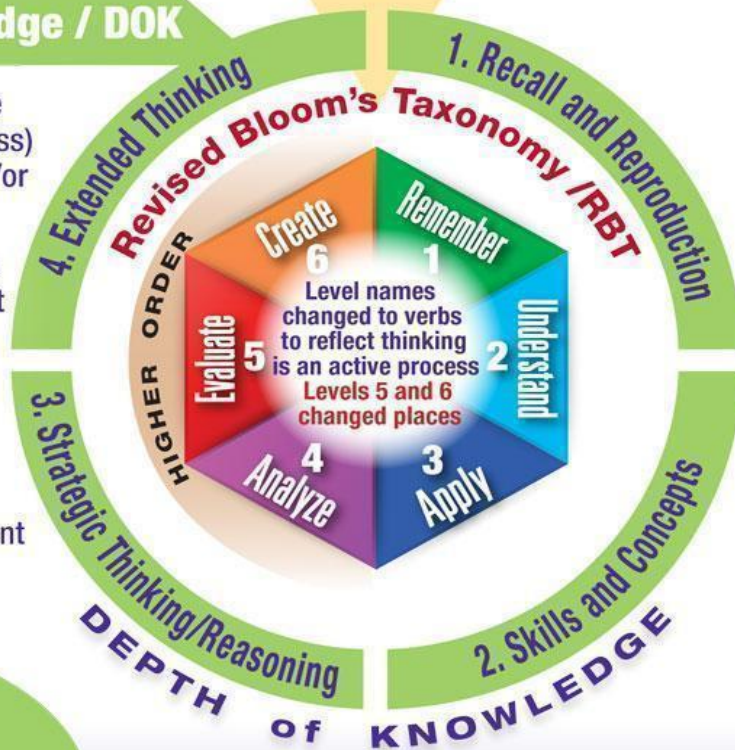 dge / DOK
ss)
/or
t
nt
1. Recall and Reproduction
2. Skills and Concepts
3. Strategic Thinking/Reasoning
4. Extended Thinking
Revised Bloom's Taxonomy /RBT
HIGHER ORDER
Remember
1
Understand
2
Apply
3
Analyze
4
Evaluate
5
Create
6
Level names
changed to verbs
to reflect thinking
is an active process
Levels 5 and 6
changed places
DEPTH of KNOWLEDGE